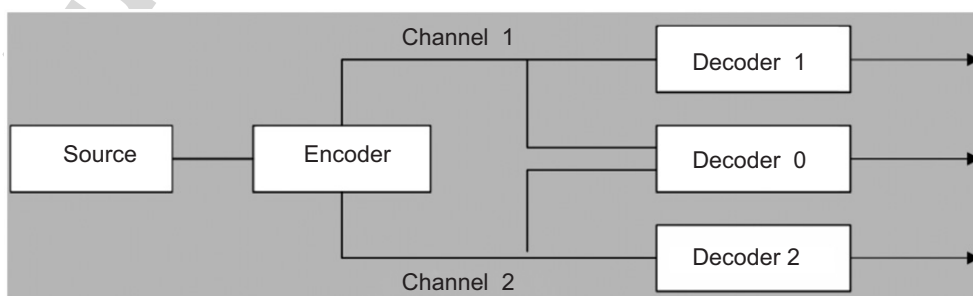 Channel 1
Decoder 1
Source
Encoder
Decoder 0
Decoder 2
Channel 2